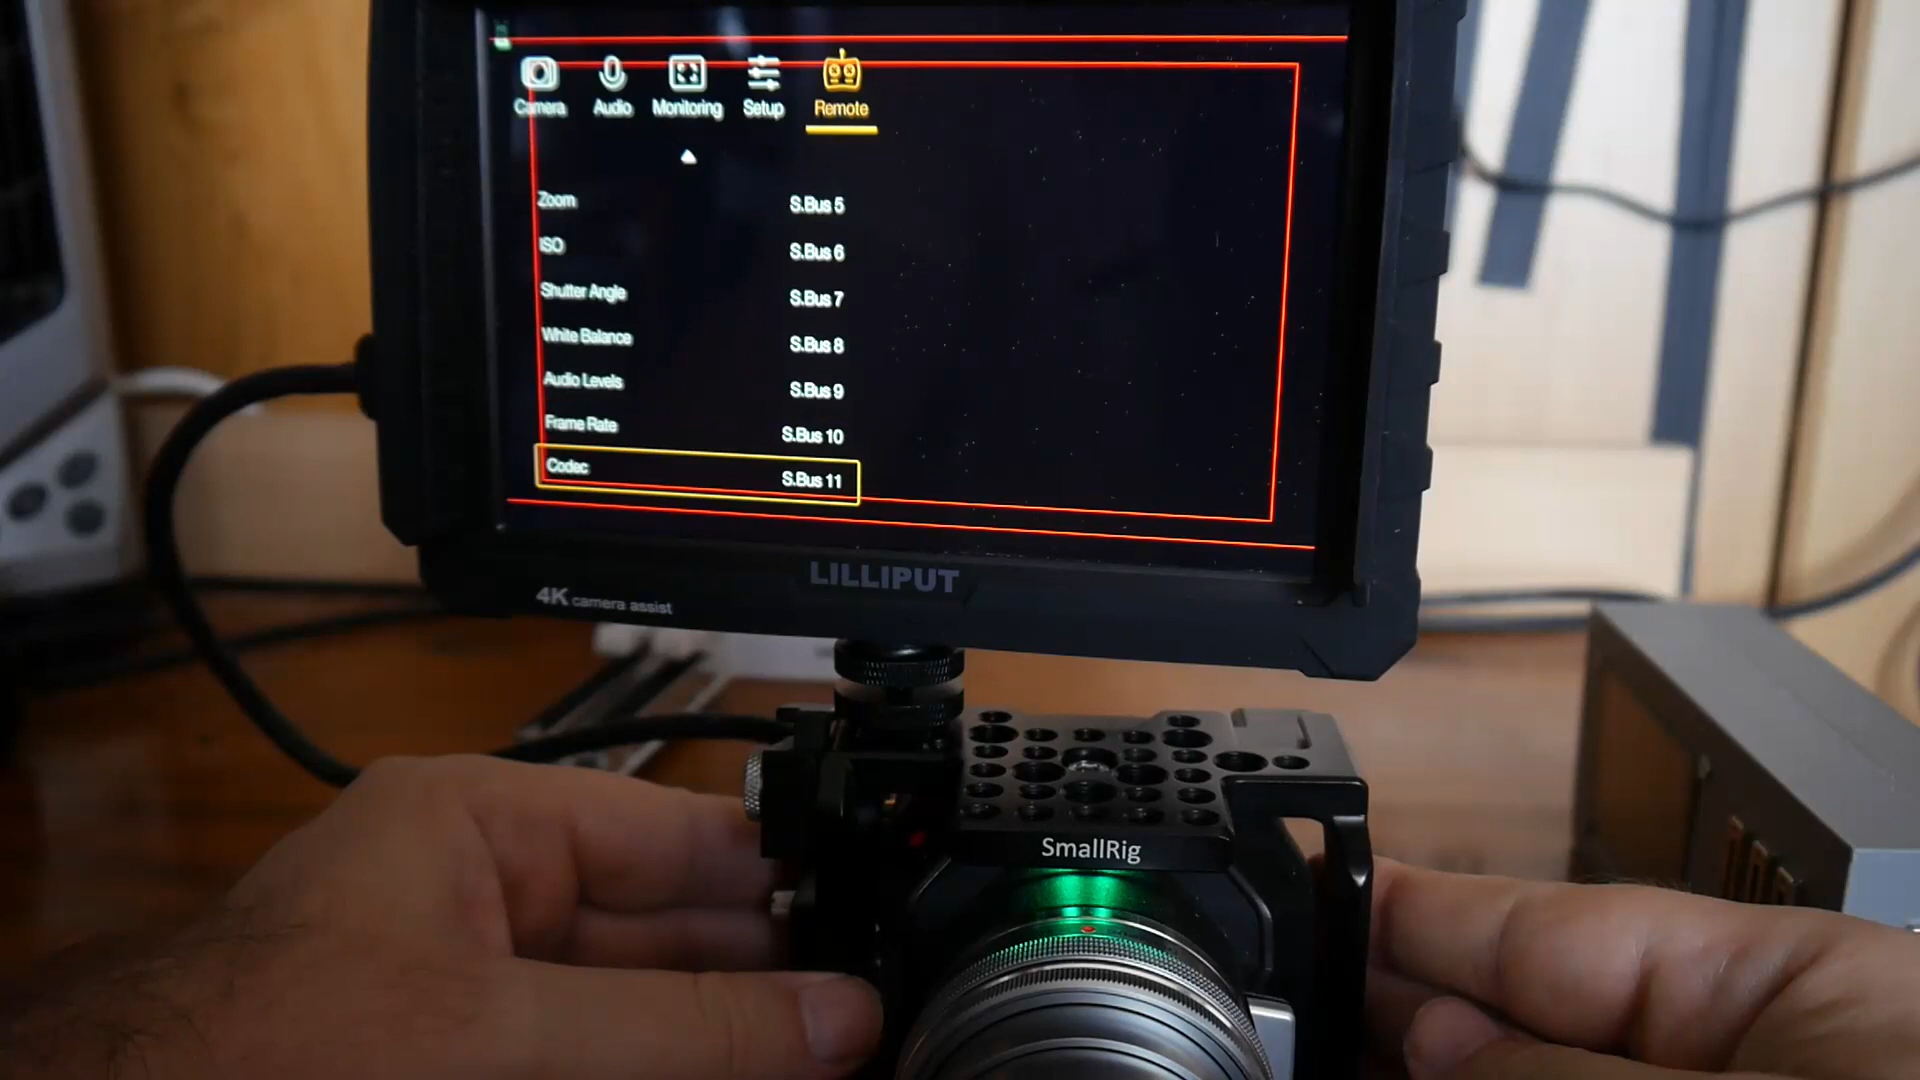 Camera Audio Monitoring Setup Remote
Zoom S.Bus 5
ISO S.Bus 6
Shutter Angle S.Bus 7
White Balance S.Bus 8
Audio Levels S.Bus 9
Frame Rate S.Bus 10
Codec S.Bus 11
LILLIPUT
4K camera assist
SmallRig